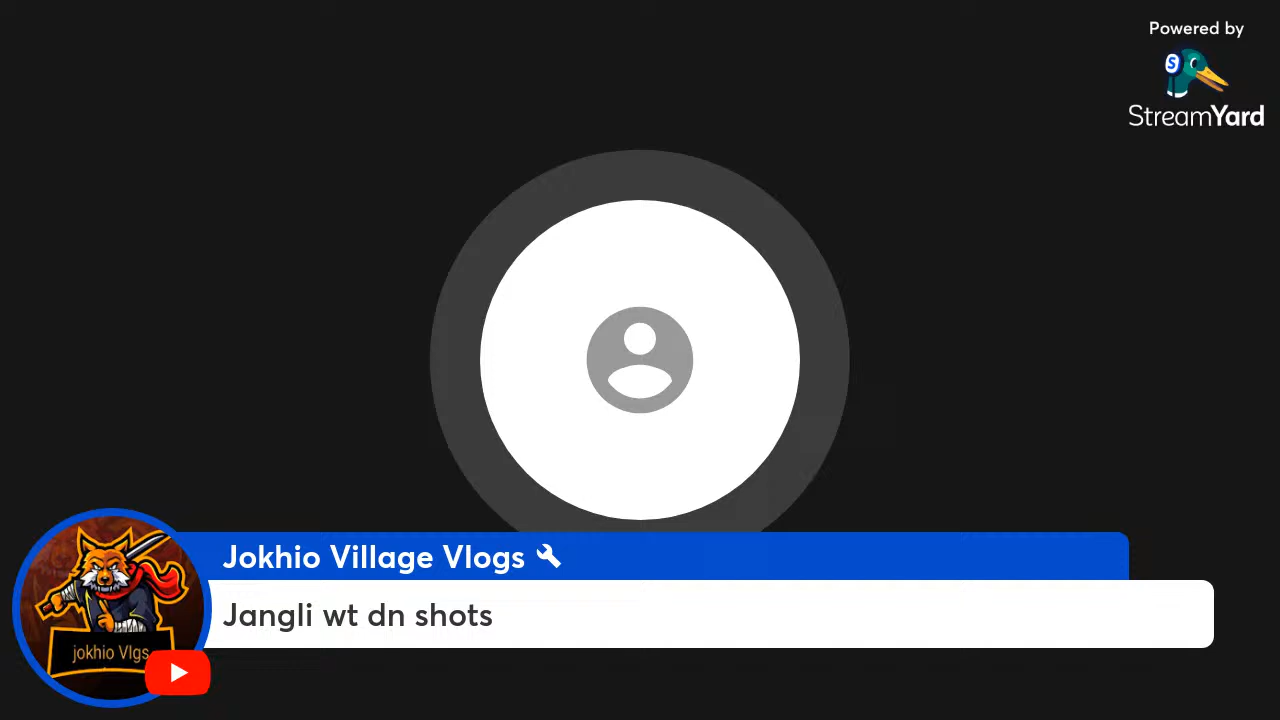 Powered by
S
StreamYard
Jokhio Village Vlogs
Jangli wt dn shots
jokhio Vlgs